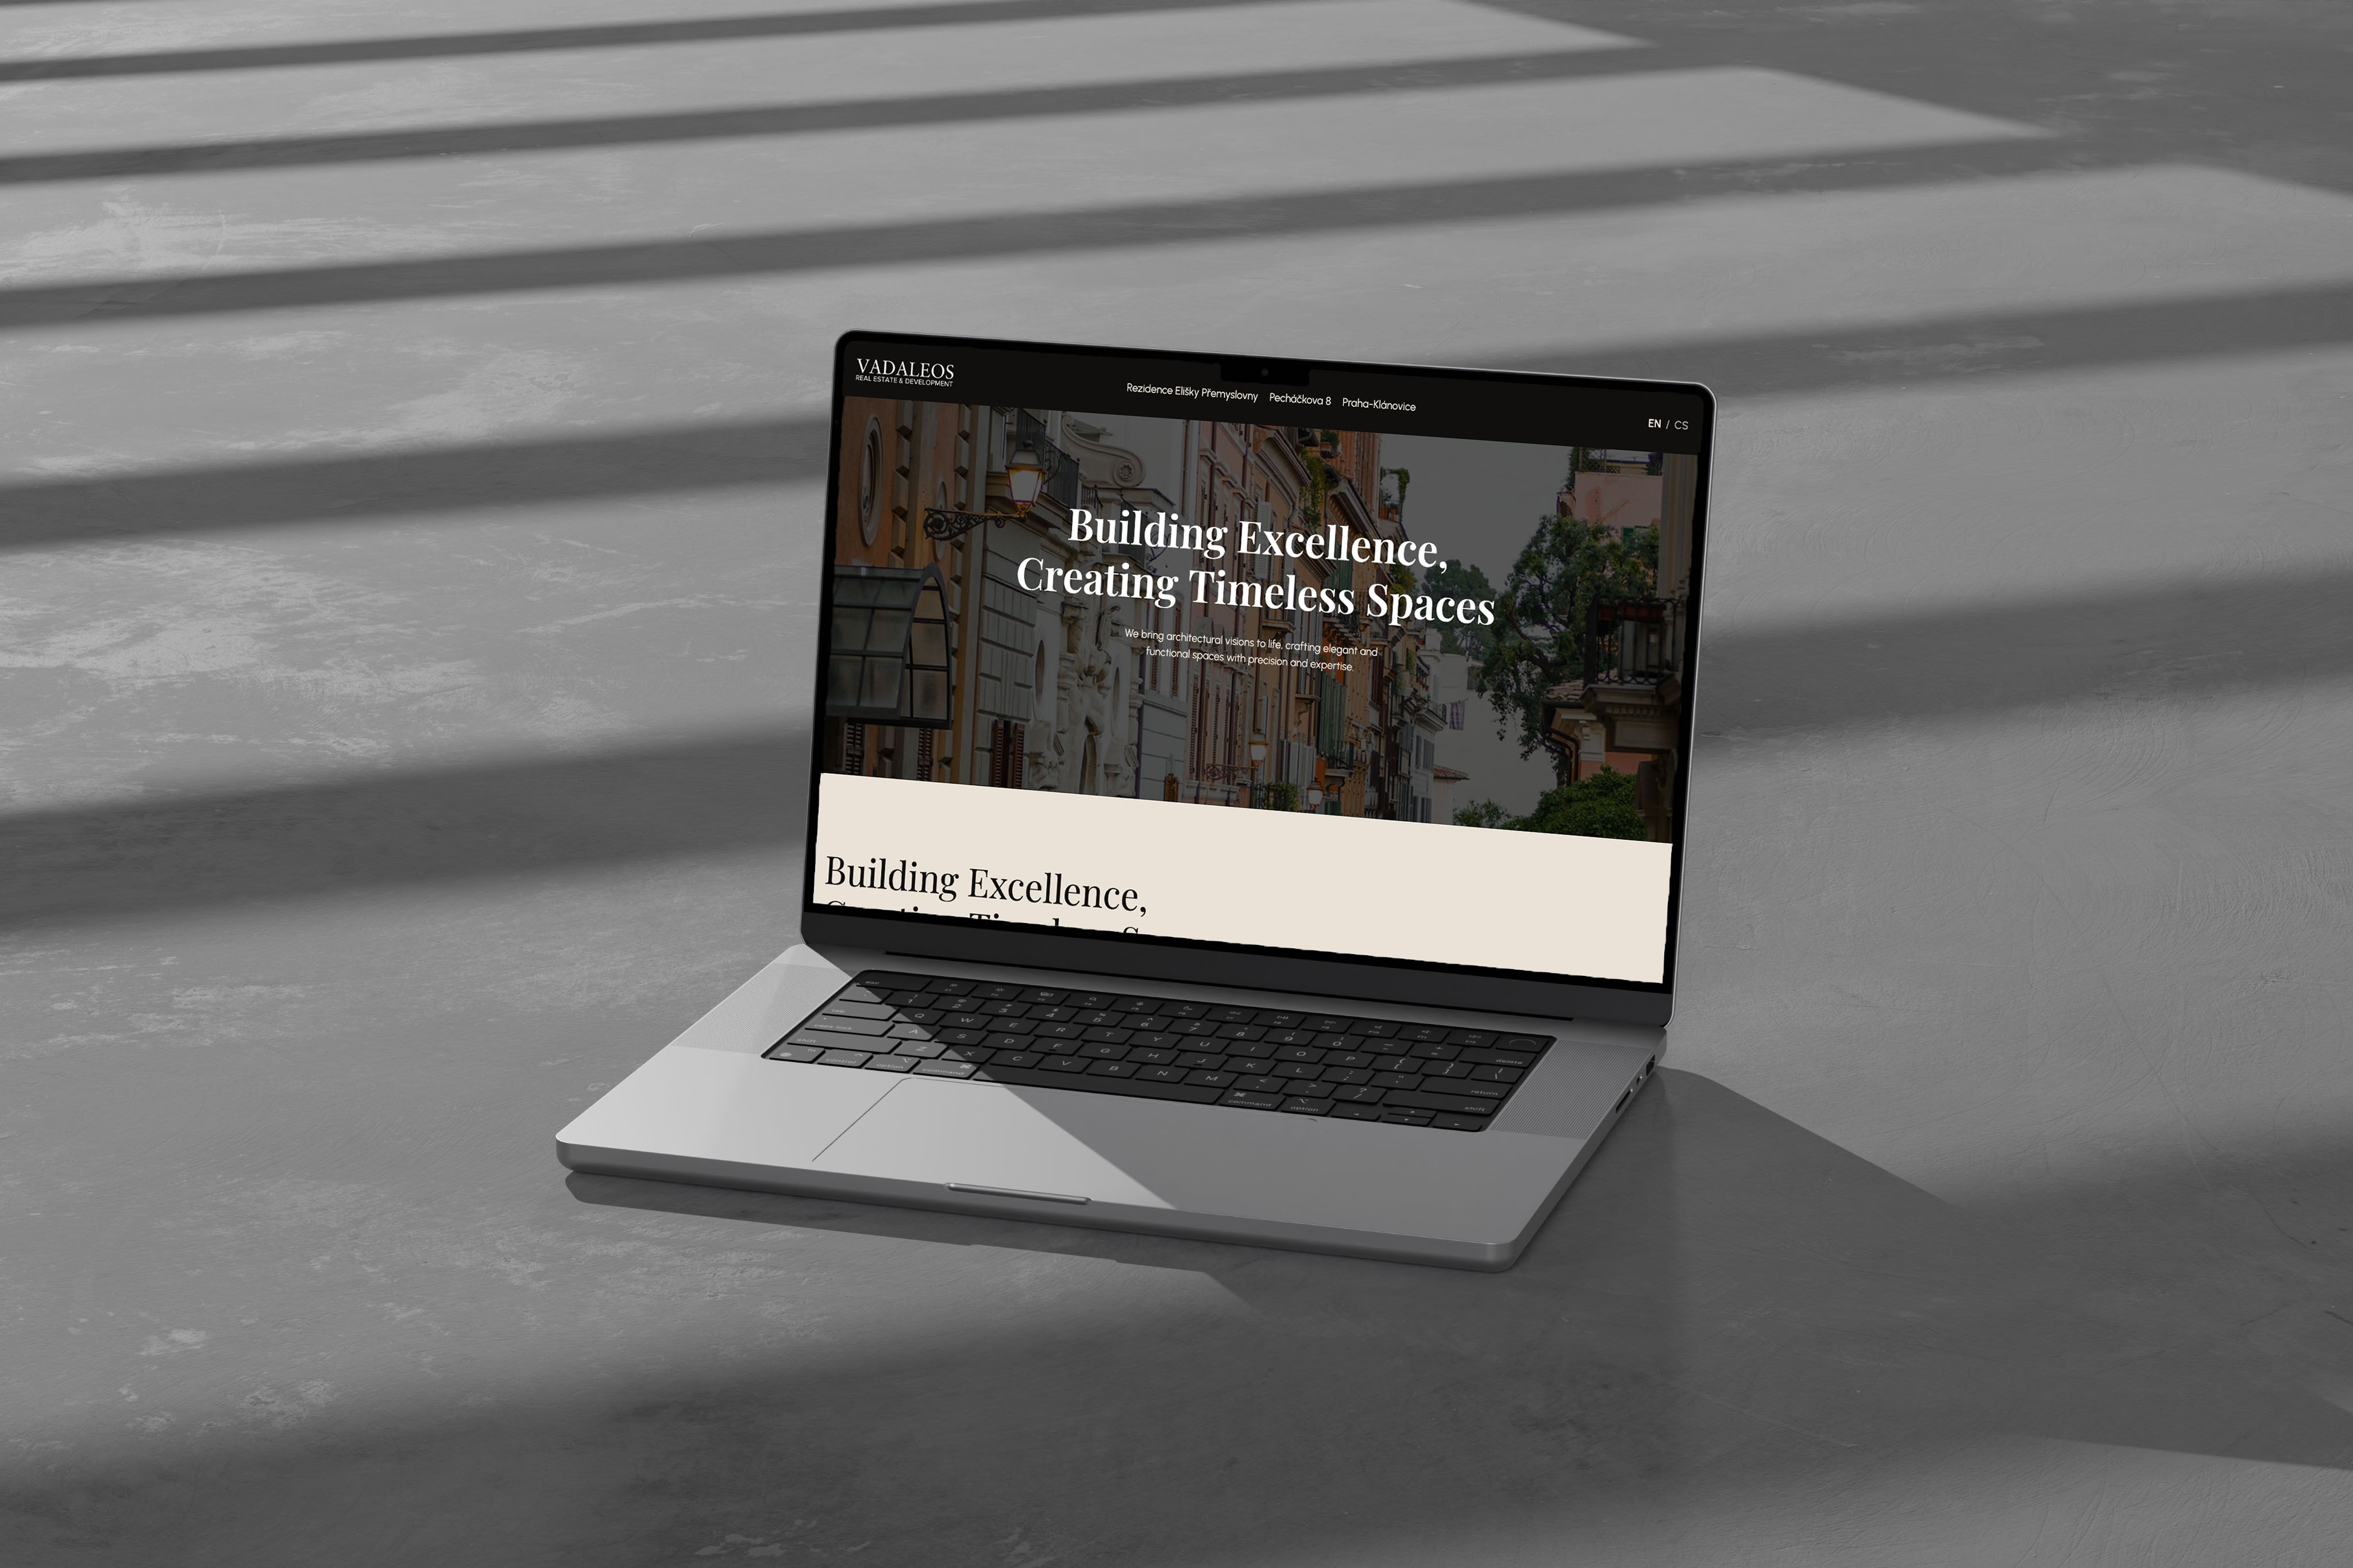 VADALEOS
REAL ESTATE & DEVELOPMENT
Rezidence Elišky Přemyslovny Pecháčkova 8 Praha-Klánovice
EN / CS
Building Excellence,
Creating Timeless Spaces
We bring architectural visions to life, crafting elegant and
functional spaces with precision and expertise.
Building Excellence,